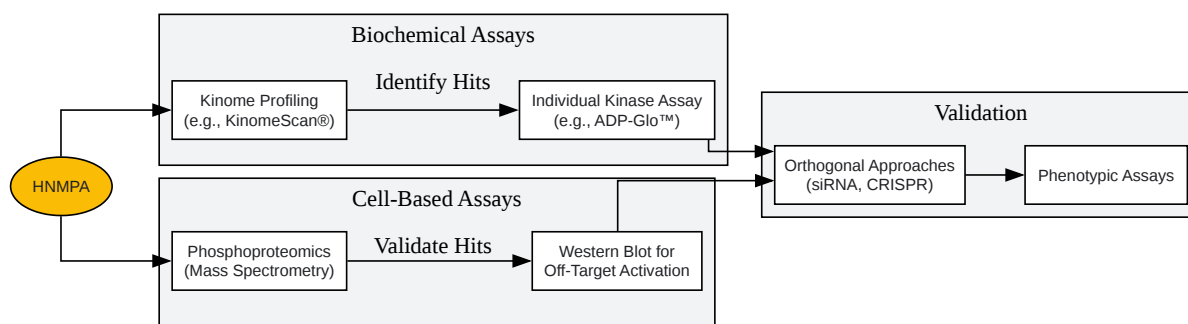 HNMPA
Biochemical Assays
Kinome Profiling
(e.g., KinomeScan®)
Identify Hits
Individual Kinase Assay
(e.g., ADP-Glo™)
Cell-Based Assays
Phosphoproteomics
(Mass Spectrometry)
Validate Hits
Western Blot for
Off-Target Activation
Validation
Orthogonal Approaches
(siRNA, CRISPR)
Phenotypic Assays